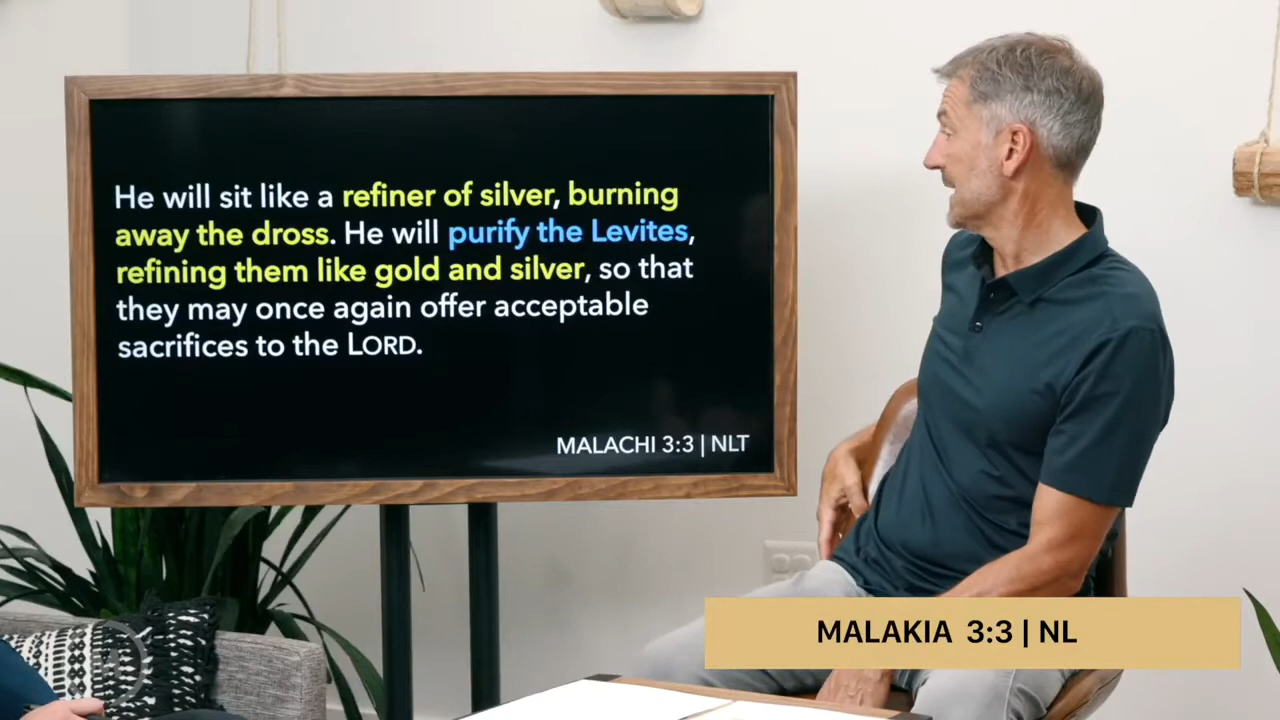 He will sit like a refiner of silver, burning
away the dross. He will purify the Levites,
refining them like gold and silver, so that
they may once again offer acceptable
sacrifices to the LORD.
MALACHI 3:3 | NLT
MALAKIA 3:3 | NL